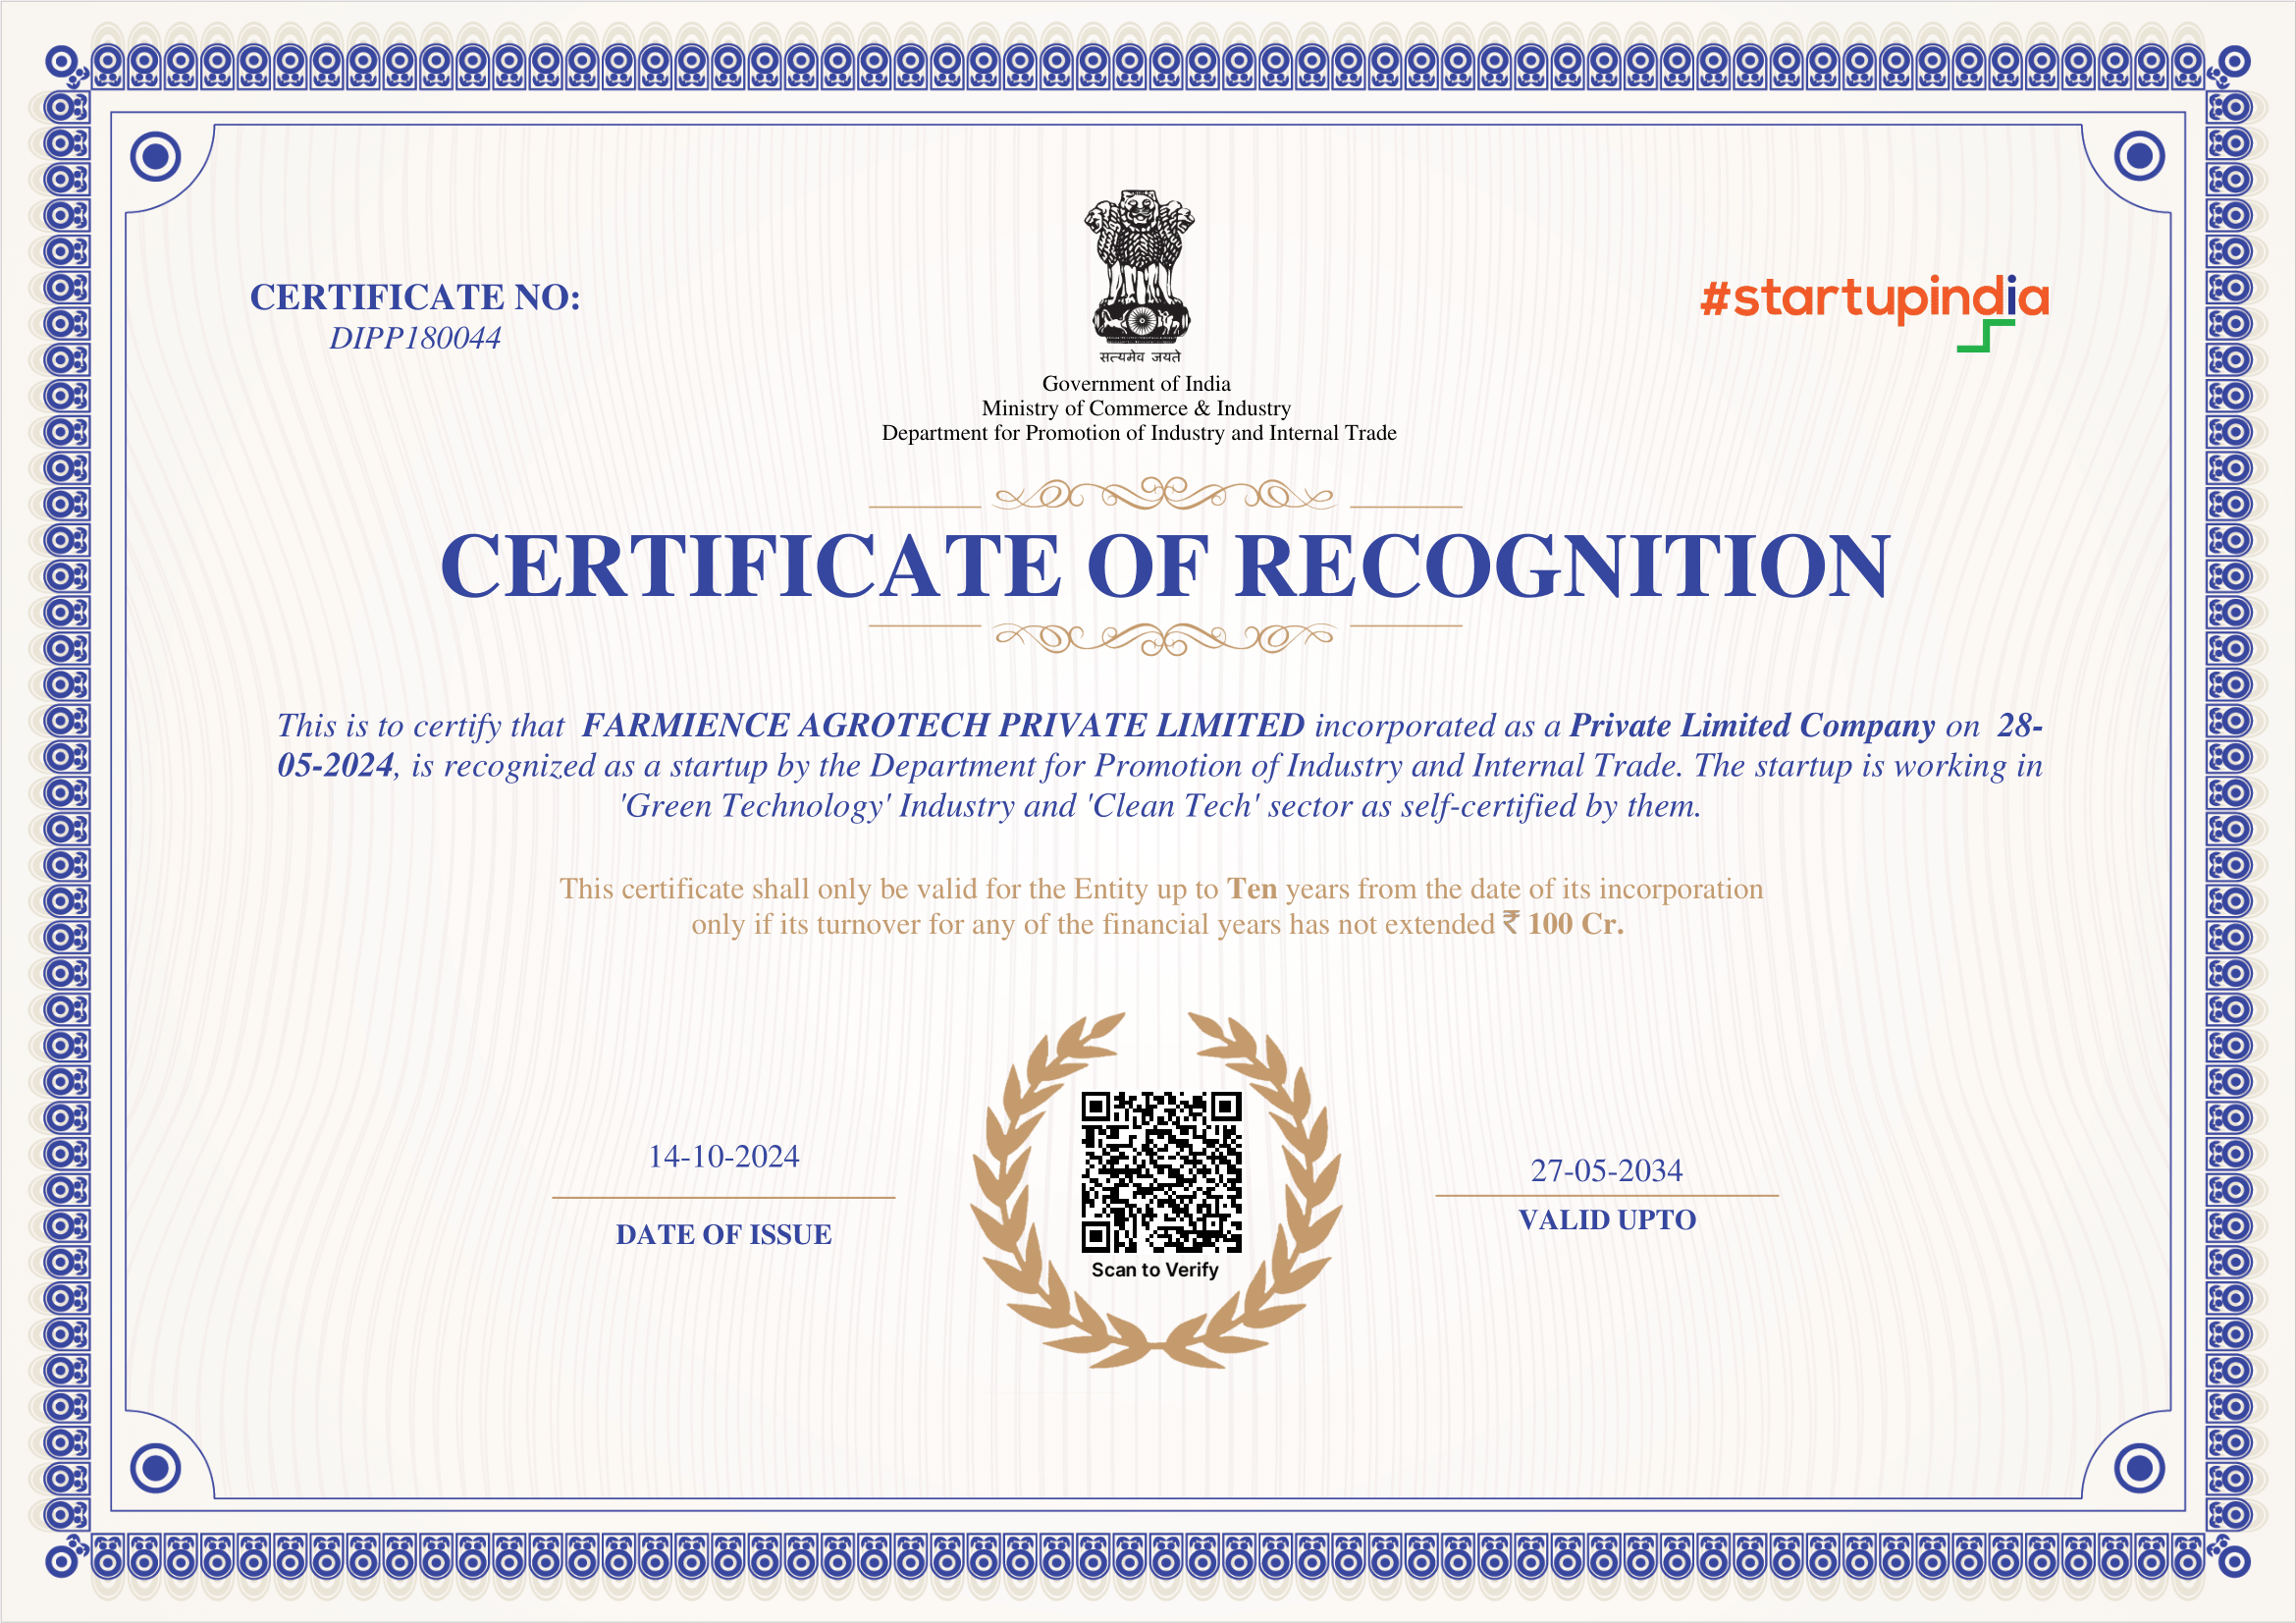 CERTIFICATE NO:
DIPP180044
सत्यमेव जयते
#startupindia
Government of India
Ministry of Commerce & Industry
Department for Promotion of Industry and Internal Trade
CERTIFICATE OF RECOGNITION
This is to certify that FARMIENCE AGROTECH PRIVATE LIMITED incorporated as a Private Limited Company on 28-
05-2024, is recognized as a startup by the Department for Promotion of Industry and Internal Trade. The startup is working in
'Green Technology' Industry and 'Clean Tech' sector as self-certified by them.
This certificate shall only be valid for the Entity up to Ten years from the date of its incorporation
only if its turnover for any of the financial years has not extended ₹ 100 Cr.
14-10-2024
DATE OF ISSUE
Scan to Verify
27-05-2034
VALID UPTO